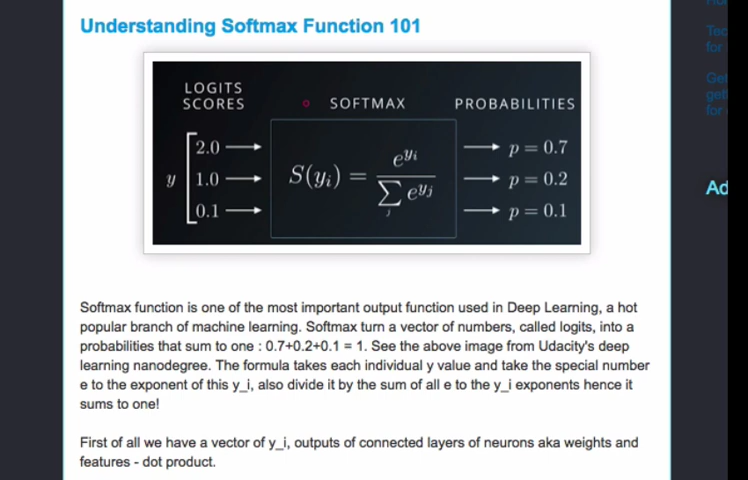 Understanding Softmax Function 101
LOGITS
SCORES
SOFTMAX
PROBABILITIES
y
2.0
1.0
0.1
S(y_i) = e^{y_i} / ∑_j e^{y_j}
p = 0.7
p = 0.2
p = 0.1
Softmax function is one of the most important output function used in Deep Learning, a hot
popular branch of machine learning. Softmax turn a vector of numbers, called logits, into a
probabilities that sum to one : 0.7+0.2+0.1 = 1. See the above image from Udacity's deep
learning nanodegree. The formula takes each individual y value and take the special number
e to the exponent of this y_i, also divide it by the sum of all e to the y_i exponents hence it
sums to one!
First of all we have a vector of y_i, outputs of connected layers of neurons aka weights and
features - dot product.
for
for
Ad